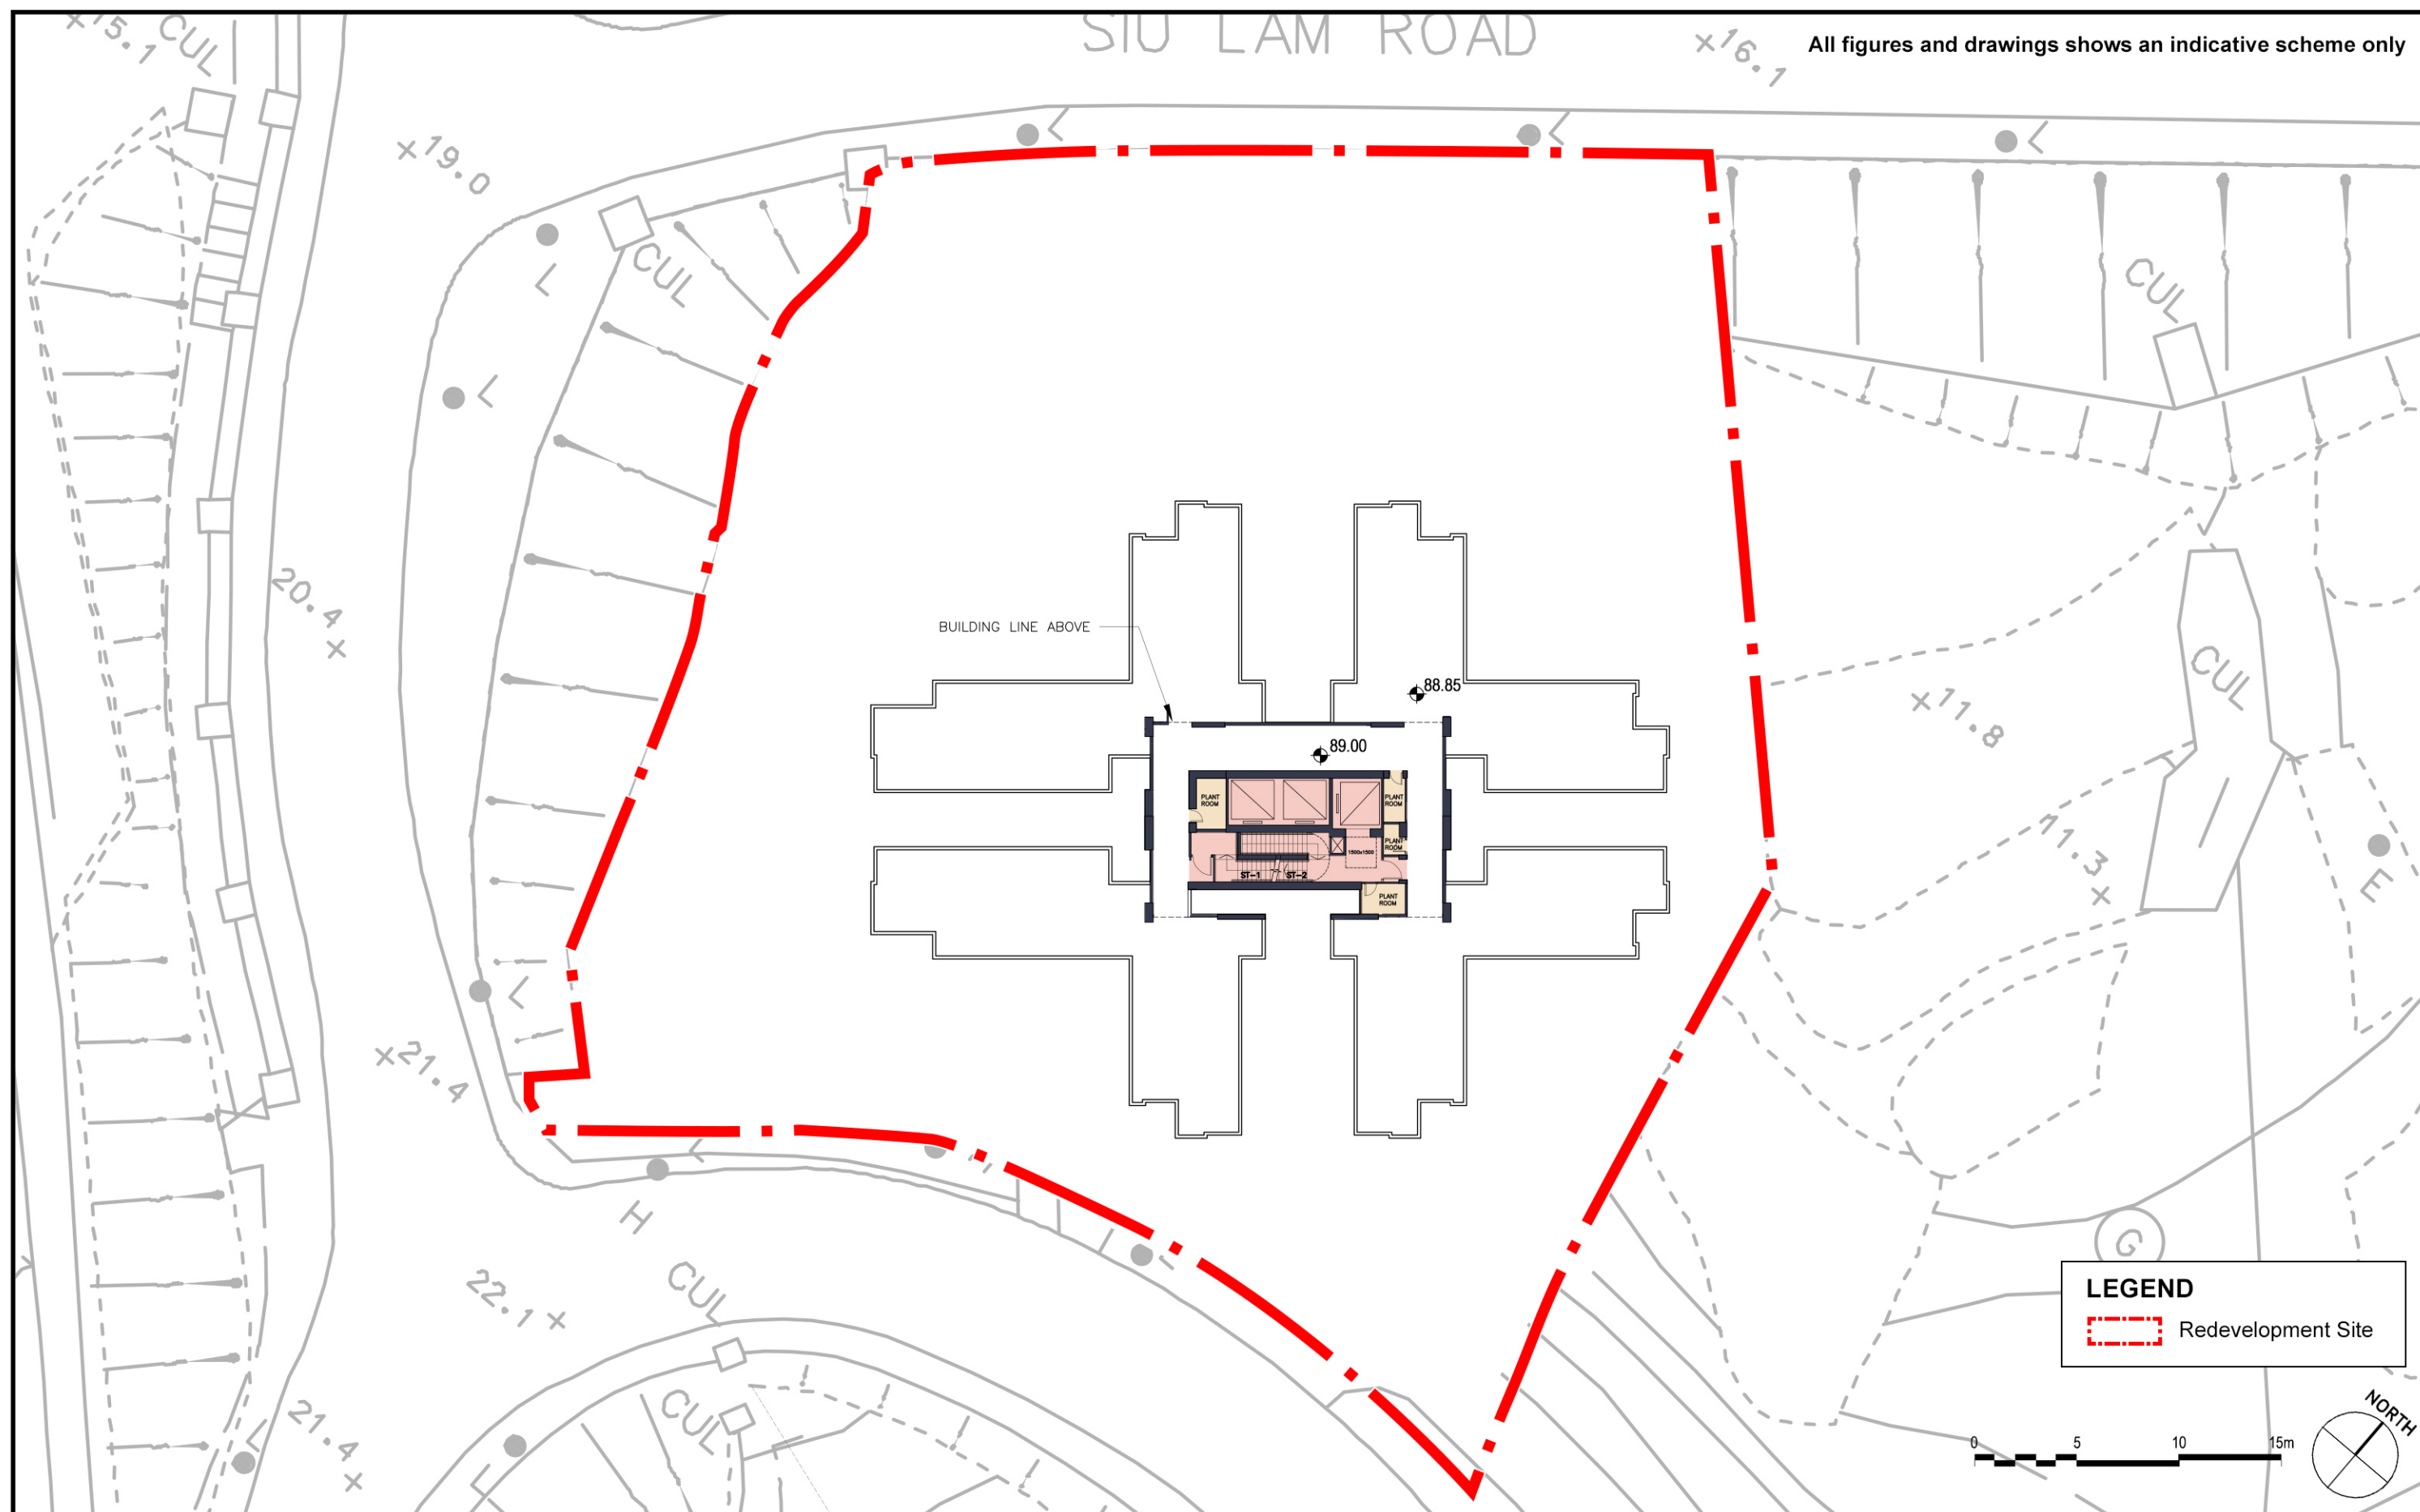 SIU LAM ROAD
All figures and drawings shows an indicative scheme only
×15.1
CUL
×16.1
L
L
L
×19.0
L
CUL
CUL
L
20.4×
BUILDING LINE ABOVE
88.85
89.00
×11.8
CUL
PLANT
ROOM
PLANT
ROOM
PLANT
ROOM
1500x1500
ST-1
ST-2
PLANT
ROOM
11.3×
E
L
×21.4
L
H
CUL
22.1×
G
LEGEND
Redevelopment Site
CUL
21.4×
L
L
NORTH
0 5 10 15m